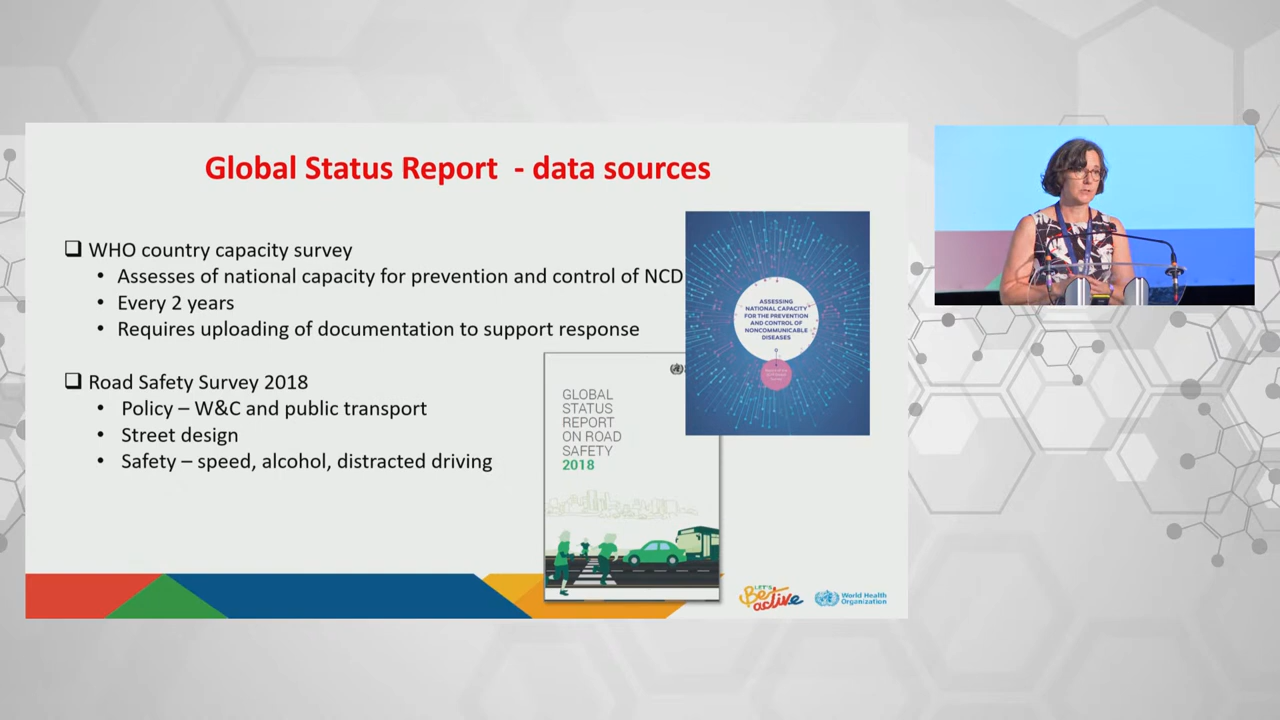 Global Status Report - data sources
WHO country capacity survey
Assesses of national capacity for prevention and control of NCD
Every 2 years
Requires uploading of documentation to support response
Road Safety Survey 2018
Policy – W&C and public transport
Street design
Safety – speed, alcohol, distracted driving
ASSESSING
NATIONAL CAPACITY
FOR THE PREVENTION
AND CONTROL OF
NONCOMMUNICABLE
DISEASES
GLOBAL
STATUS
REPORT
ON ROAD
SAFETY
2018
LET'S
Be
active
World Health
Organization